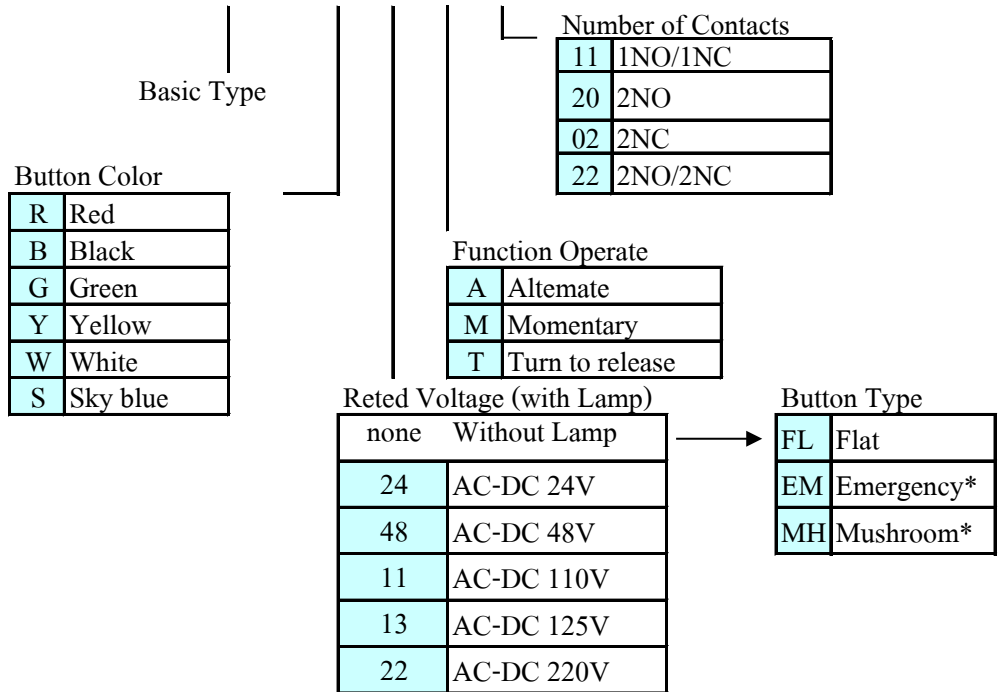 Number of Contacts
11 1NO/1NC
20 2NO
02 2NC
22 2NO/2NC
Basic Type
Button Color
R Red
B Black
G Green
Y Yellow
W White
S Sky blue
Function Operate
A Altemate
M Momentary
T Turn to release
Reted Voltage (with Lamp)
none Without Lamp
24 AC-DC 24V
48 AC-DC 48V
11 AC-DC 110V
13 AC-DC 125V
22 AC-DC 220V
Button Type
FL Flat
EM Emergency*
MH Mushroom*